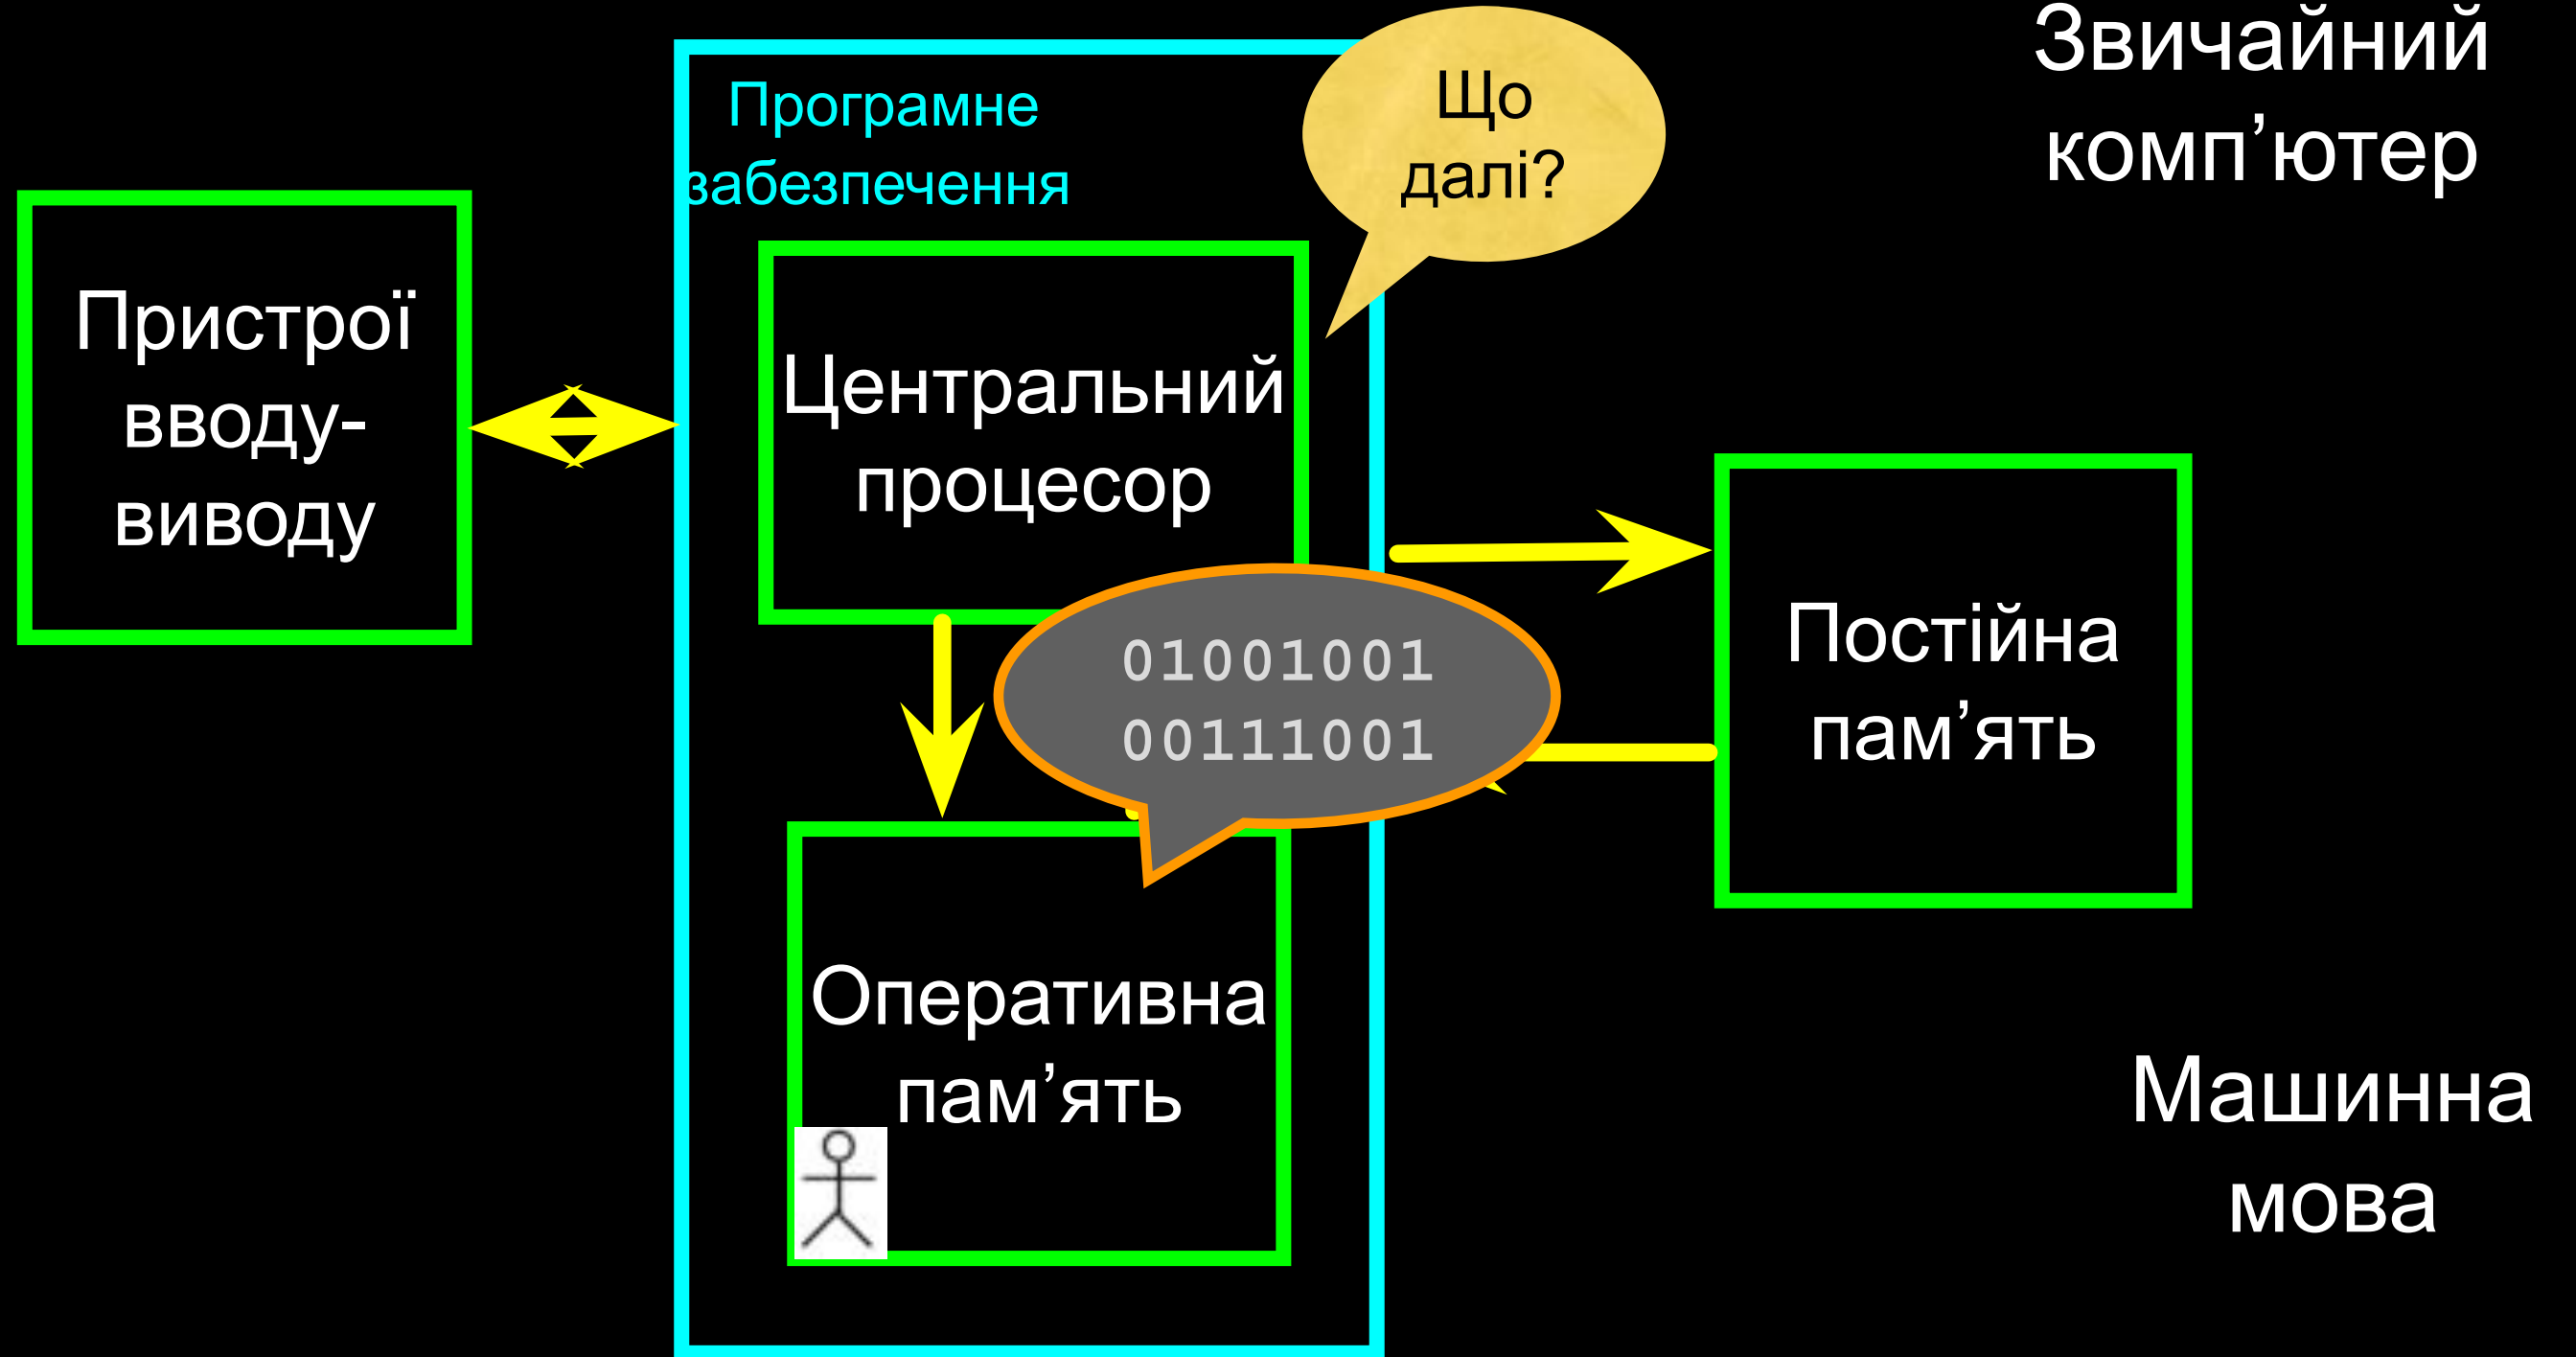 Звичайний
комп’ютер
Програмне
забезпечення
Що
далі?
Пристрої
вводу-
виводу
Центральний
процесор
01001001
00111001
Постійна
пам’ять
Оперативна
пам’ять
Машинна
мова